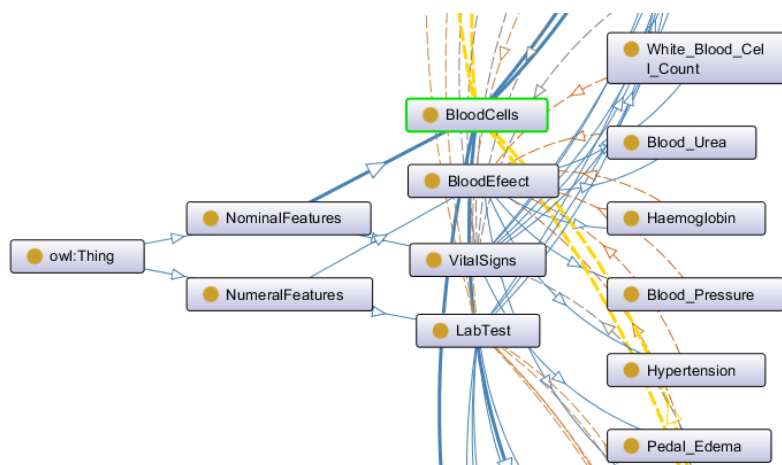 White_Blood_Cel
l_Count
BloodCells
Blood_Urea
BloodEfeect
NominalFeatures
Haemoglobin
owl:Thing
VitalSigns
NumeralFeatures
Blood_Pressure
LabTest
Hypertension
Pedal_Edema